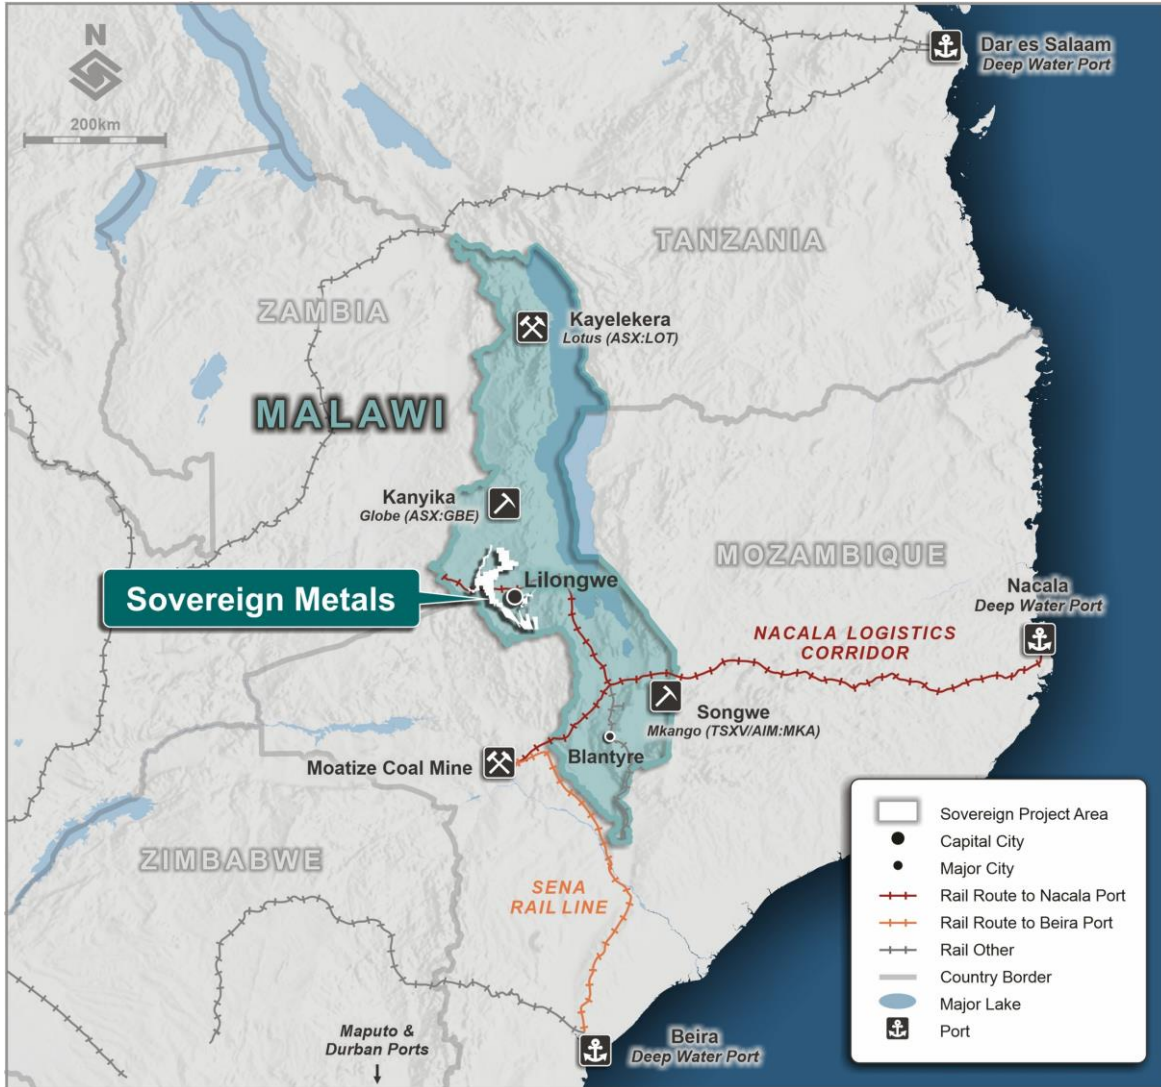 N
200km
Dar es Salaam
Deep Water Port
TANZANIA
ZAMBIA
Kayelekera
Lotus (ASX:LOT)
MALAWI
Kanyika
Globe (ASX:GBE)
MOZAMBIQUE
Sovereign Metals
Lilongwe
Nacala
Deep Water Port
NACALA LOGISTICS
CORRIDOR
Songwe
Mkango (TSXV/AIM:MKA)
Blantyre
Moatize Coal Mine
ZIMBABWE
SENA
RAIL LINE
Maputo &
Durban Ports
Beira
Deep Water Port
Sovereign Project Area
Capital City
Major City
Rail Route to Nacala Port
Rail Route to Beira Port
Rail Other
Country Border
Major Lake
Port